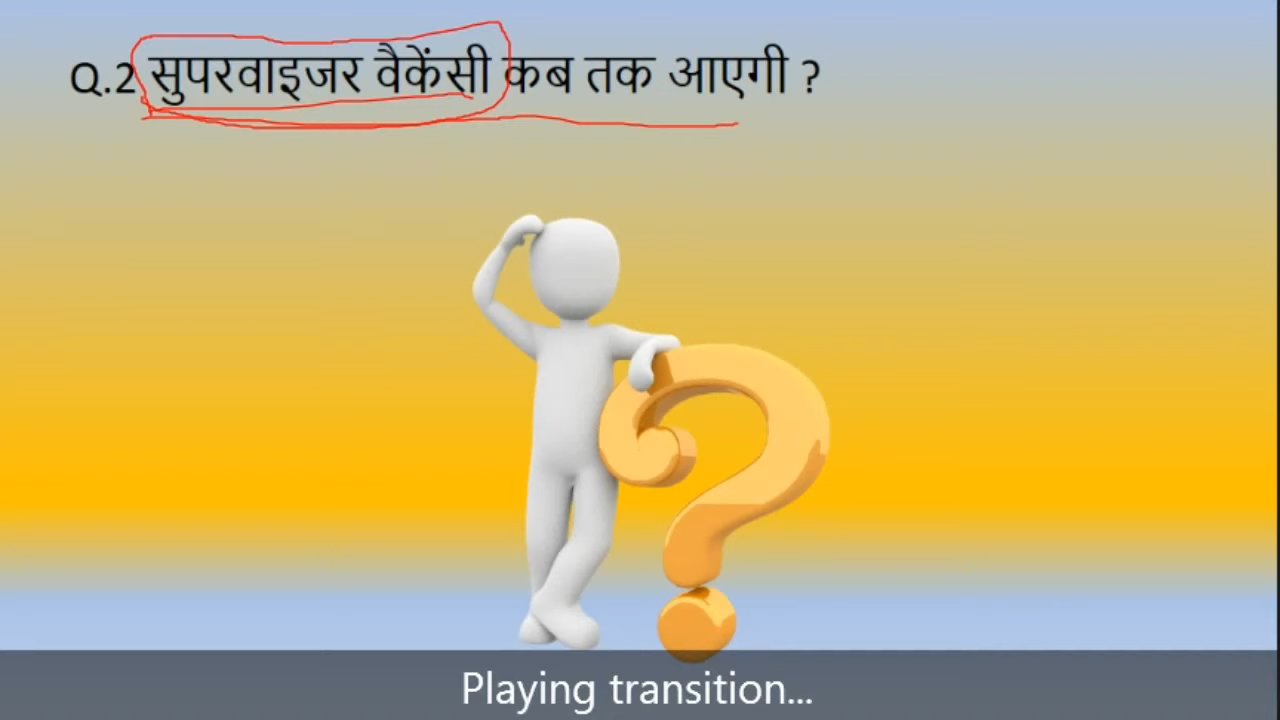 Q.2 सुपरवाइजर वैकेंसी कब तक आएगी ?
Playing transition...